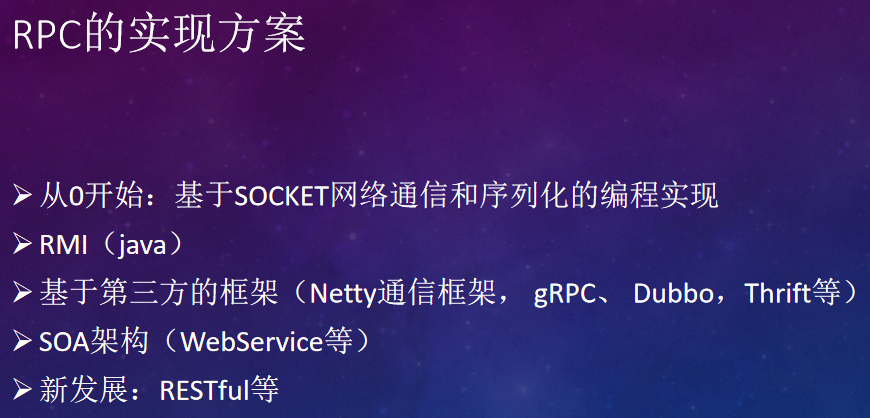 RPC的实现方案
➢ 从0开始：基于SOCKET网络通信和序列化的编程实现
➢ RMI（java）
➢ 基于第三方的框架（Netty通信框架， gRPC、 Dubbo，Thrift等）
➢ SOA架构（WebService等）
➢ 新发展：RESTful等